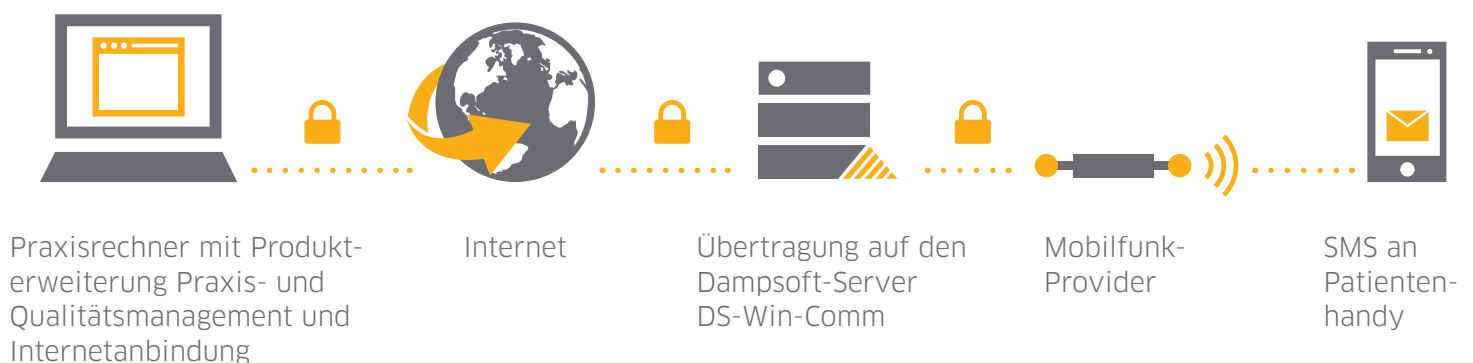 Praxisrechner mit Produkt-
erweiterung Praxis- und
Qualitätsmanagement und
Internetanbindung
Internet
Übertragung auf den
Dampsoft-Server
DS-Win-Comm
Mobilfunk-
Provider
SMS an
Patienten-
handy